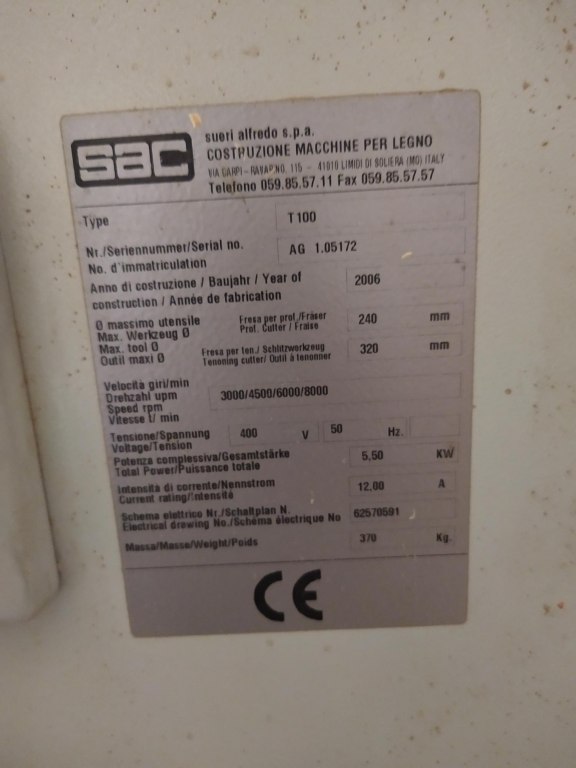 sac
sueri alfredo s.p.a.
COSTRUZIONE MACCHINE PER LEGNO
VIA CARPI - RAVARINO, 115 - 41010 LIMIDI DI SOLIERA (MO) ITALY
Telefono 059.85.57.11 Fax 059.85.57.57
Type T100
Nr./Seriennummer/Serial no. AG 1.05172
No. d'immatriculation
Anno di costruzione / Baujahr / Year of 2006
construction / Année de fabrication
Ø massimo utensile Fresa per prof./Fräser 240 mm
Max. Werkzeug Ø Prof. Cutter / Fraise
Max. tool Ø Fresa per ten./ Schlitzwerkzeug 320 mm
Outil maxi Ø Tenoning cutter/ Outil à tenonner
Velocità giri/min
Drehzahl upm 3000/4500/6000/8000
Speed rpm
Vitesse t/ min
Tensione/Spannung 400 V 50 Hz.
Voltage/Tension
Potenza complessiva/Gesamtstärke 5,50 KW
Total Power/Puissance totale
Intensità di corrente/Nennstrom 12.00 A
Current rating/Intensité
Schema elettrico Nr./Schaltplan N. 62570591
Electrical drawing No./Schéma électrique No
Massa/Masse/Weight/Poids 370 Kg.
CE